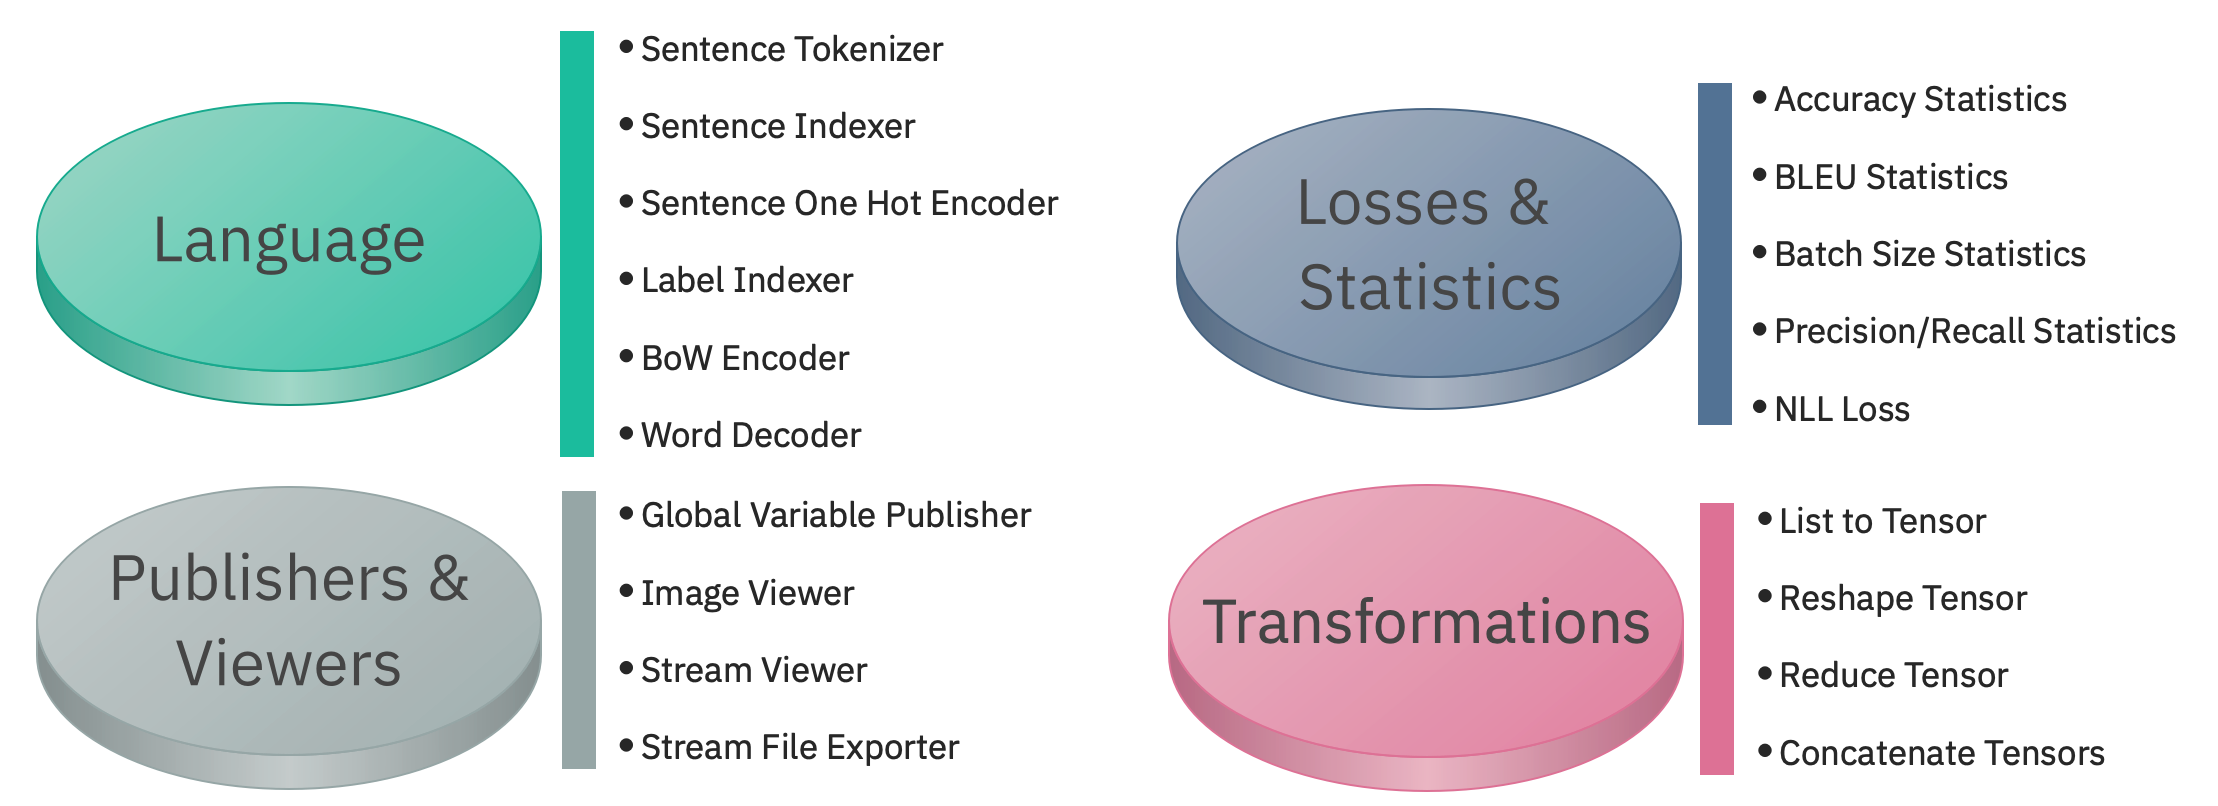 Language
• Sentence Tokenizer
• Sentence Indexer
• Sentence One Hot Encoder
• Label Indexer
• BoW Encoder
• Word Decoder
Losses &
Statistics
• Accuracy Statistics
• BLEU Statistics
• Batch Size Statistics
• Precision/Recall Statistics
• NLL Loss
Publishers &
Viewers
• Global Variable Publisher
• Image Viewer
• Stream Viewer
• Stream File Exporter
Transformations
• List to Tensor
• Reshape Tensor
• Reduce Tensor
• Concatenate Tensors